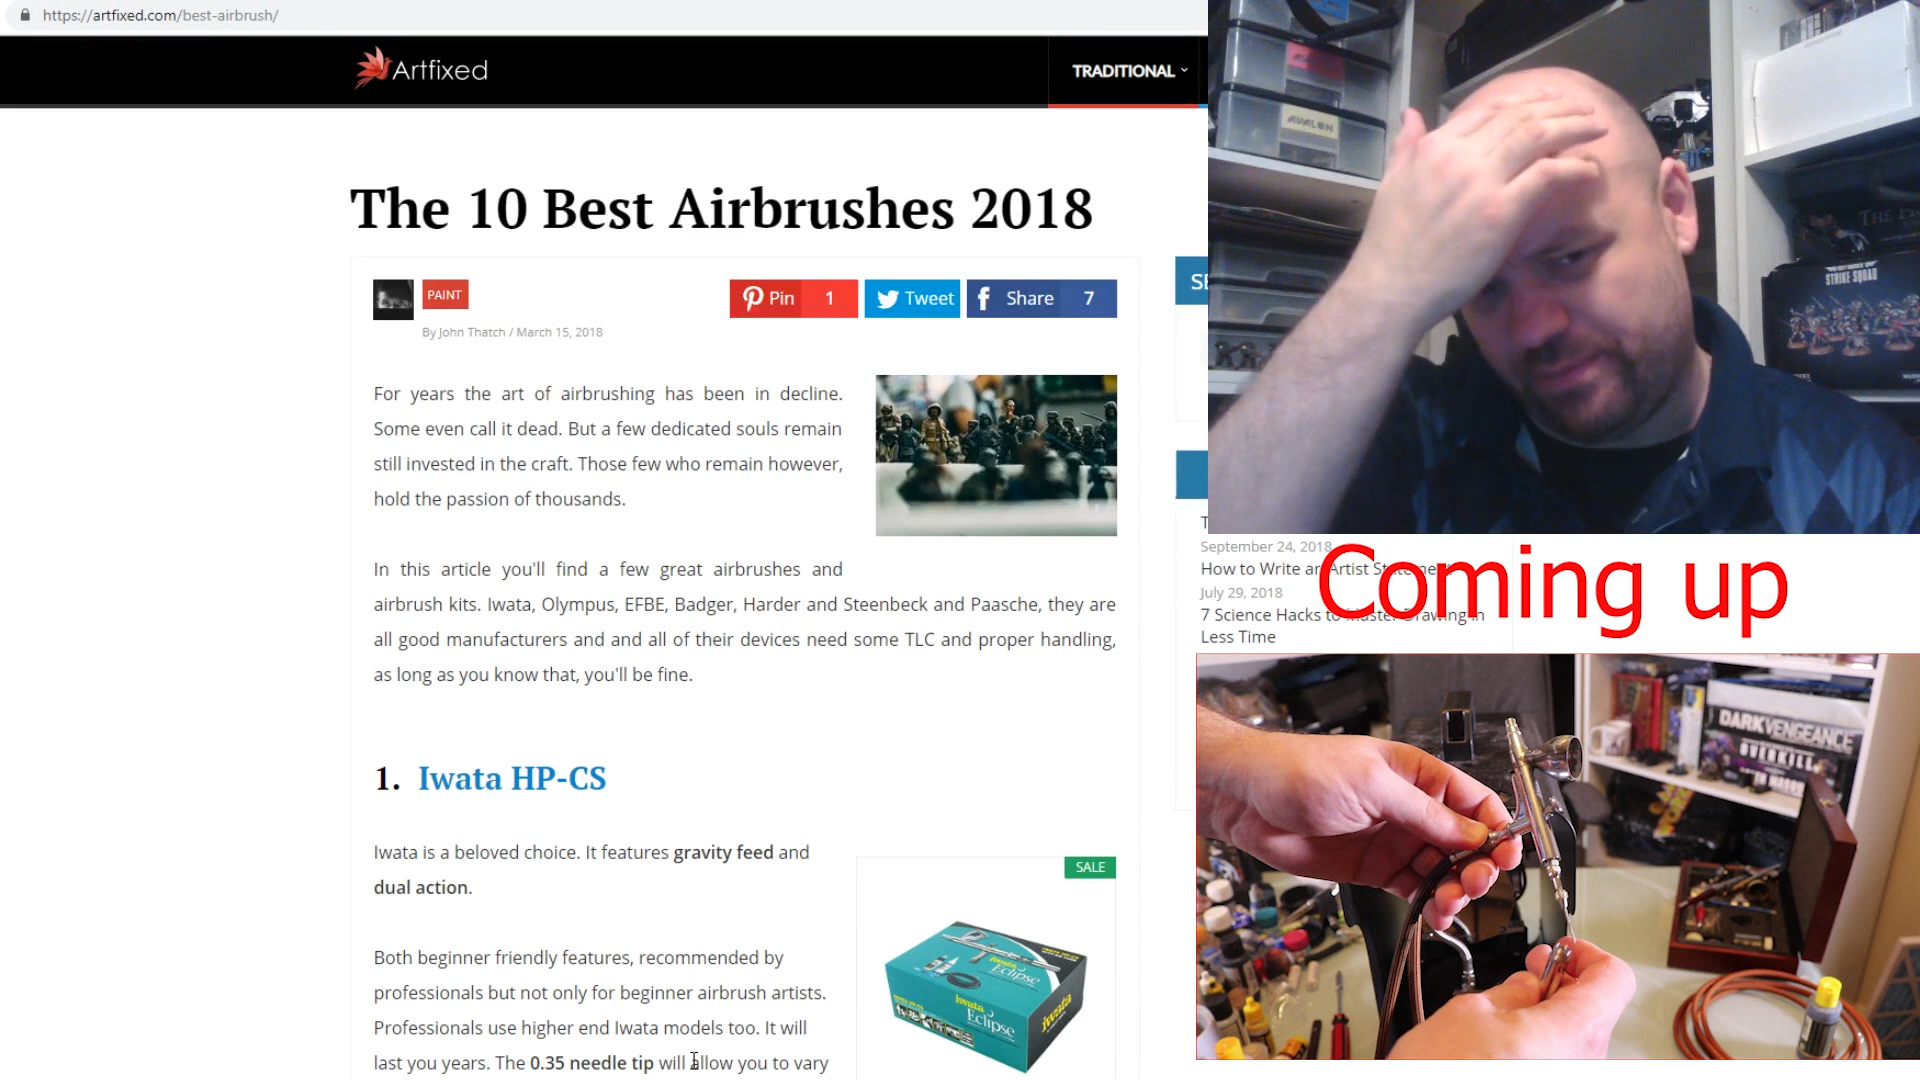 https://artfixed.com/best-airbrush/
Artfixed
TRADITIONAL
The 10 Best Airbrushes 2018
PAINT
Pin 1
Tweet
Share 7
By John Thatch / March 15, 2018
For years the art of airbrushing has been in decline.
Some even call it dead. But a few dedicated souls remain
still invested in the craft. Those few who remain however,
hold the passion of thousands.
In this article you'll find a few great airbrushes and
airbrush kits. Iwata, Olympus, EFBE, Badger, Harder and Steenbeck and Paasche, they are
all good manufacturers and and all of their devices need some TLC and proper handling,
as long as you know that, you'll be fine.
1. Iwata HP-CS
Iwata is a beloved choice. It features gravity feed and
dual action.
Both beginner friendly features, recommended by
professionals but not only for beginner airbrush artists.
Professionals use higher end Iwata models too. It will
last you years. The 0.35 needle tip will allow you to vary
SALE
Iwata
Eclipse
Iwata
Eclipse
Iwata
SE
T
September 24, 2018
How to Write an Artist Statement
July 29, 2018
7 Science Hacks to Master Drawing in
Less Time
AVALON
STRIKE SQUAD
Coming up
DARK VENGEANCE
OVERKILL